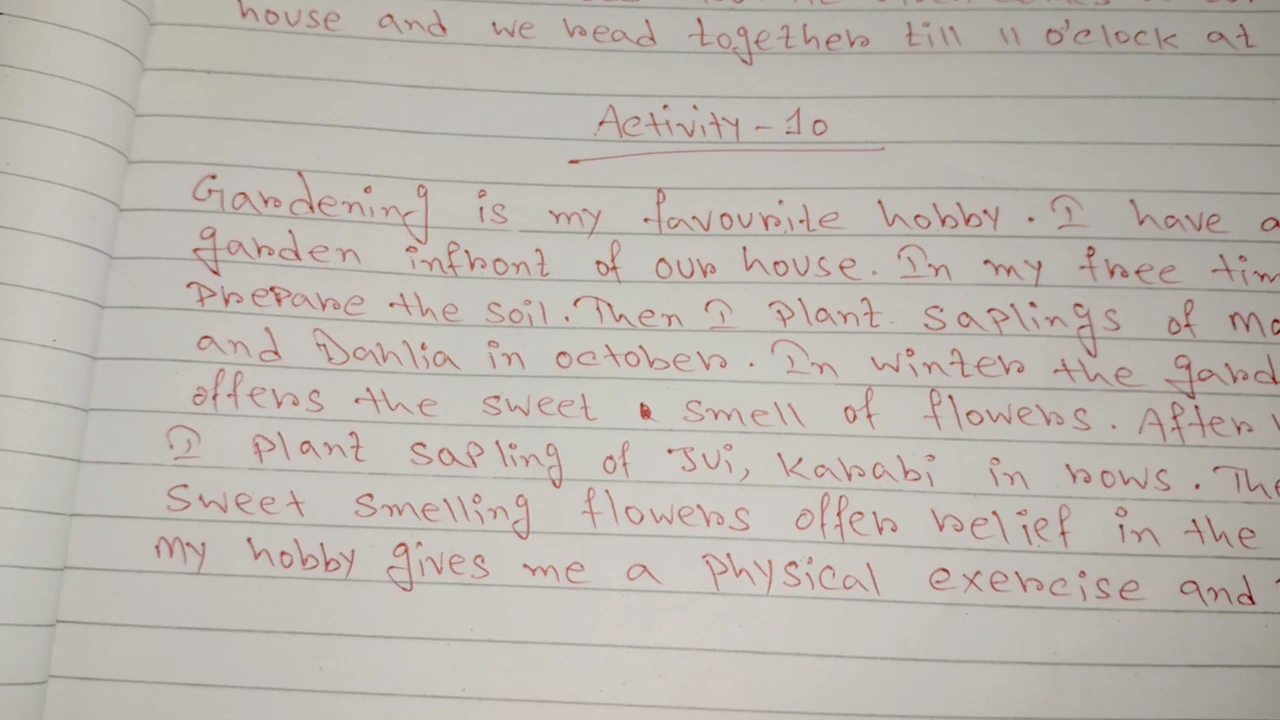 house and we read together till 11 o'clock at
Activity - 10
Gardening is my favourite hobby. I have a
garden infront of our house. In my free
prepare the soil. Then I plant saplings of
and Dahlia in october. In winter the
offers the sweet smell of flowers. After
I plant sapling of Jui, Karabi in rows.
sweet smelling flowers offer relief in the
my hobby gives me a physical exercise and